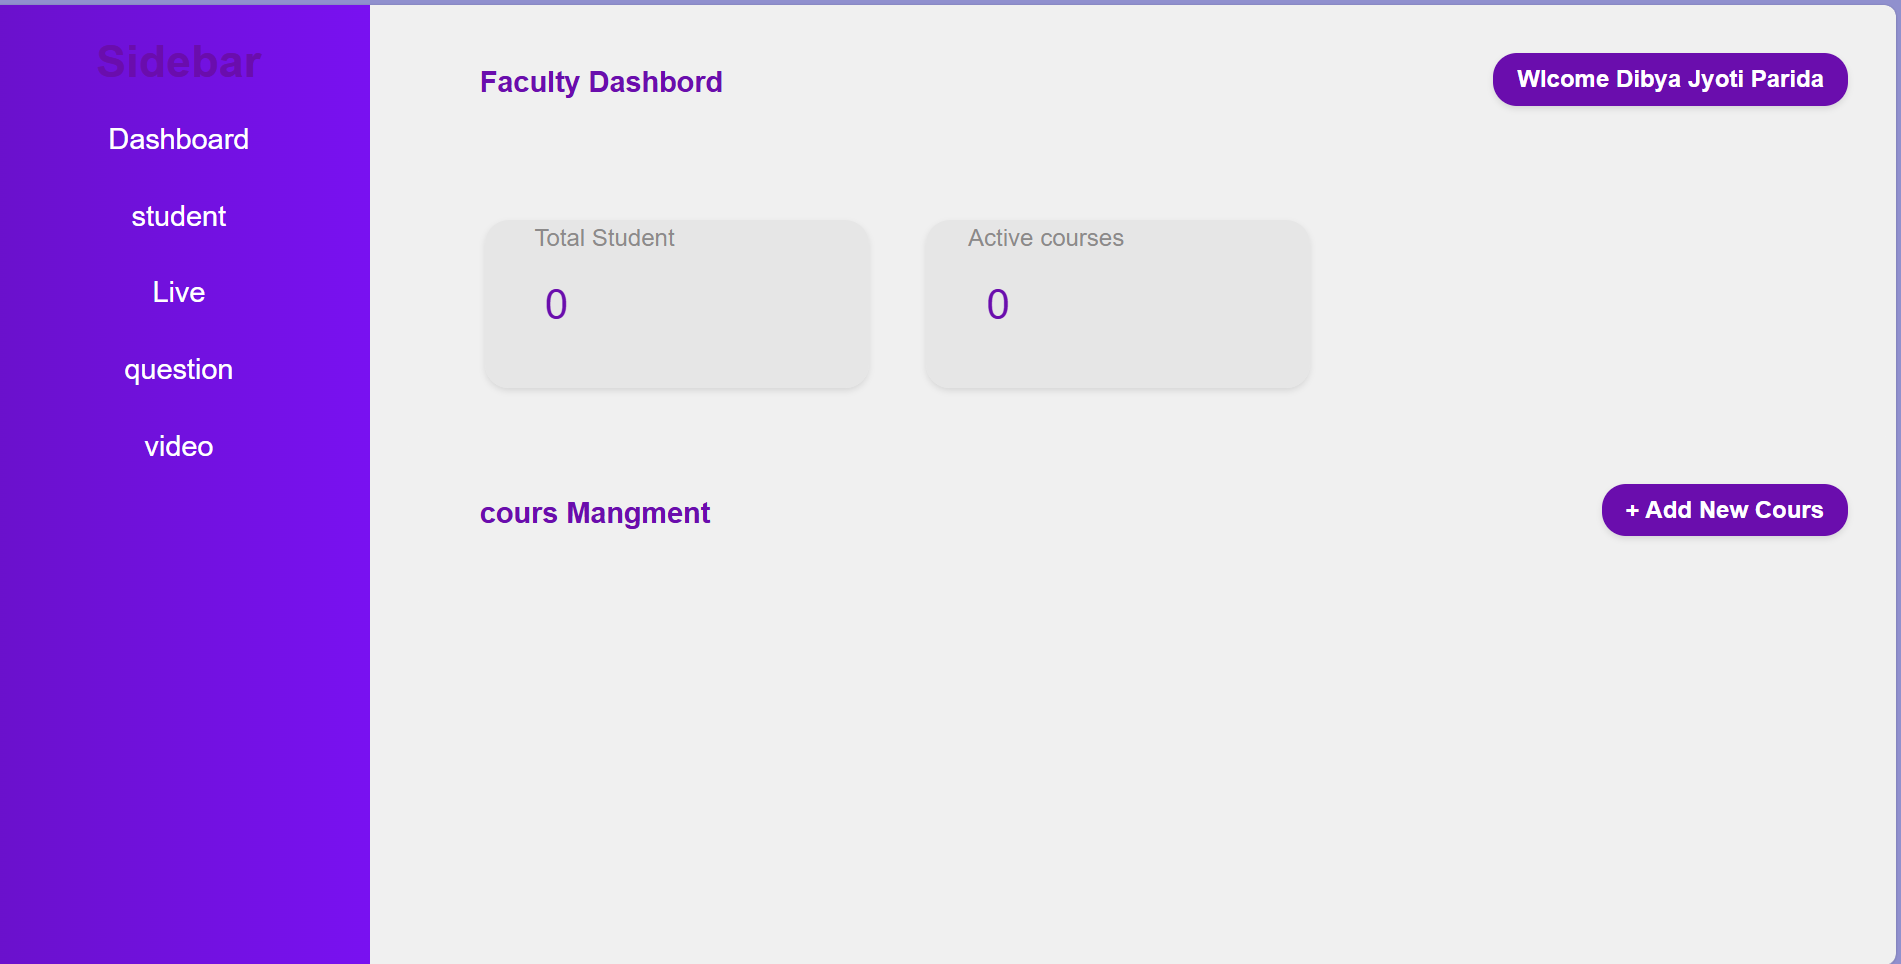 Sidebar
Dashboard
student
Live
question
video
Faculty Dashbord
Wlcome Dibya Jyoti Parida
Total Student
0
Active courses
0
cours Mangment
+ Add New Cours